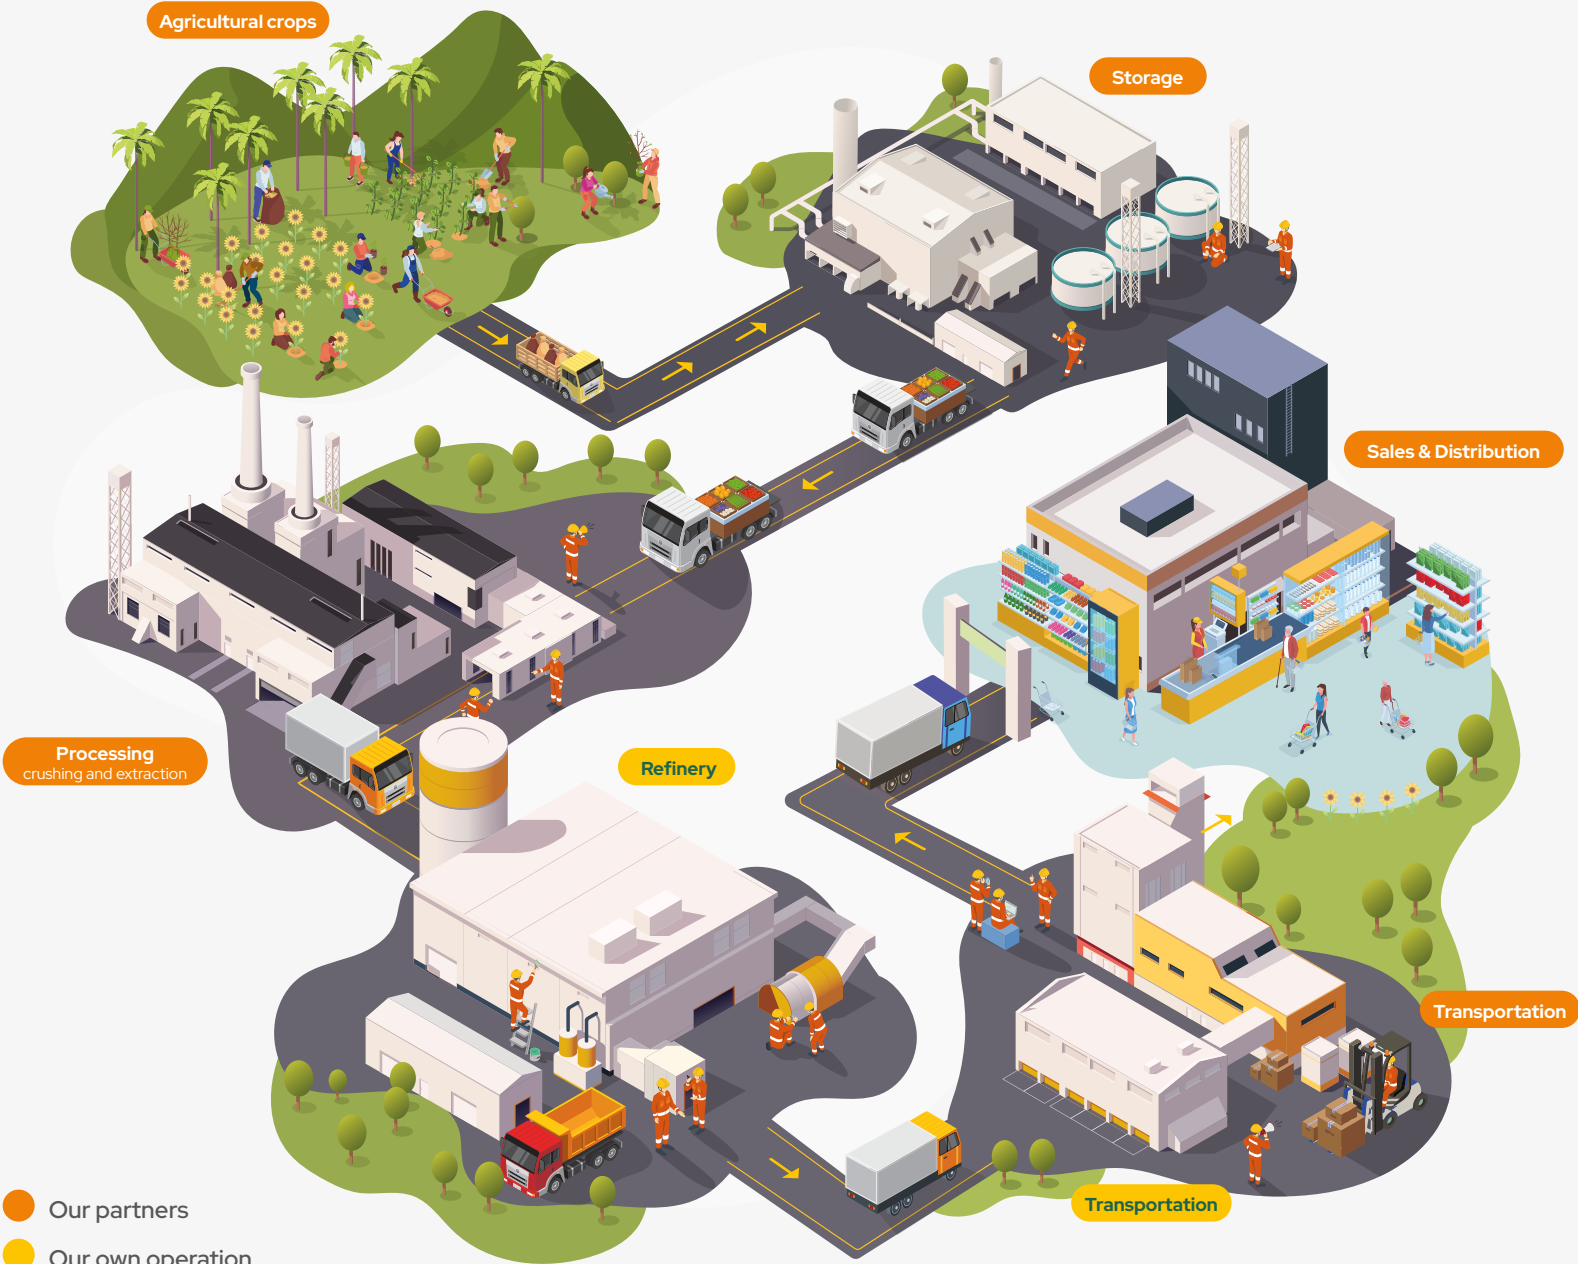 Agricultural crops
Storage
Sales & Distribution
Processing
crushing and extraction
Refinery
Transportation
Transportation
Our partners
Our own operation